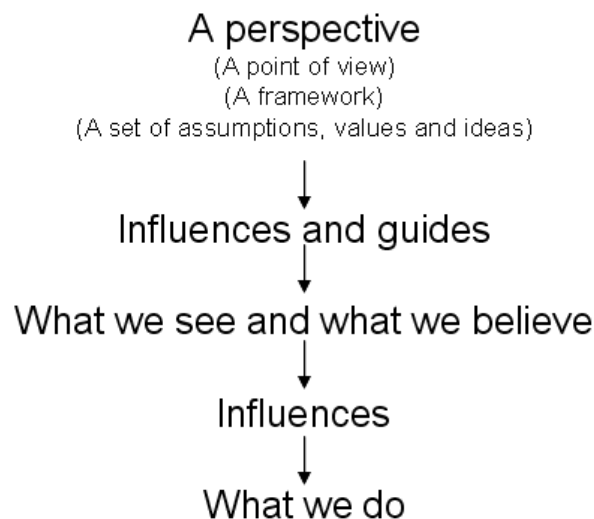 A perspective
(A point of view)
(A framework)
(A set of assumptions, values and ideas)
Influences and guides
What we see and what we believe
Influences
What we do